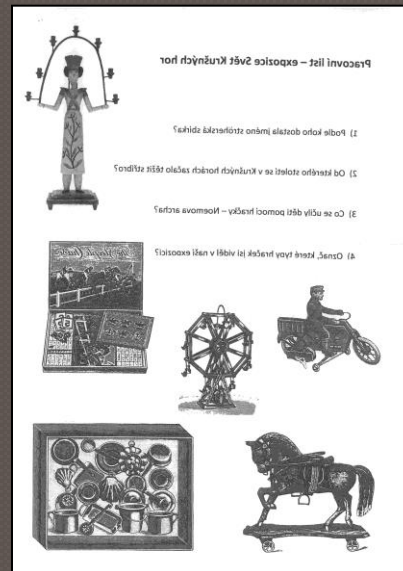 Pracovní list – expozice Svět Krušných hor
1) Podle koho dostala jméno stróherská sbírka?
2) Od kterého století se v Krušných horách začalo těžit stříbro?
3) Co se učily děti pomocí hračky – Noemova archa?
4) Označ, které typy hraček jsi viděl v naší expozici?